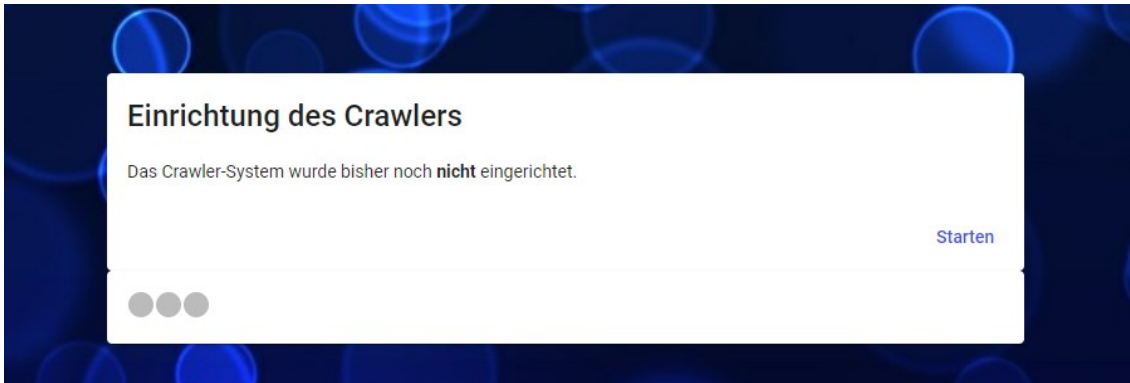 Einrichtung des Crawlers
Das Crawler-System wurde bisher noch nicht eingerichtet.
Starten